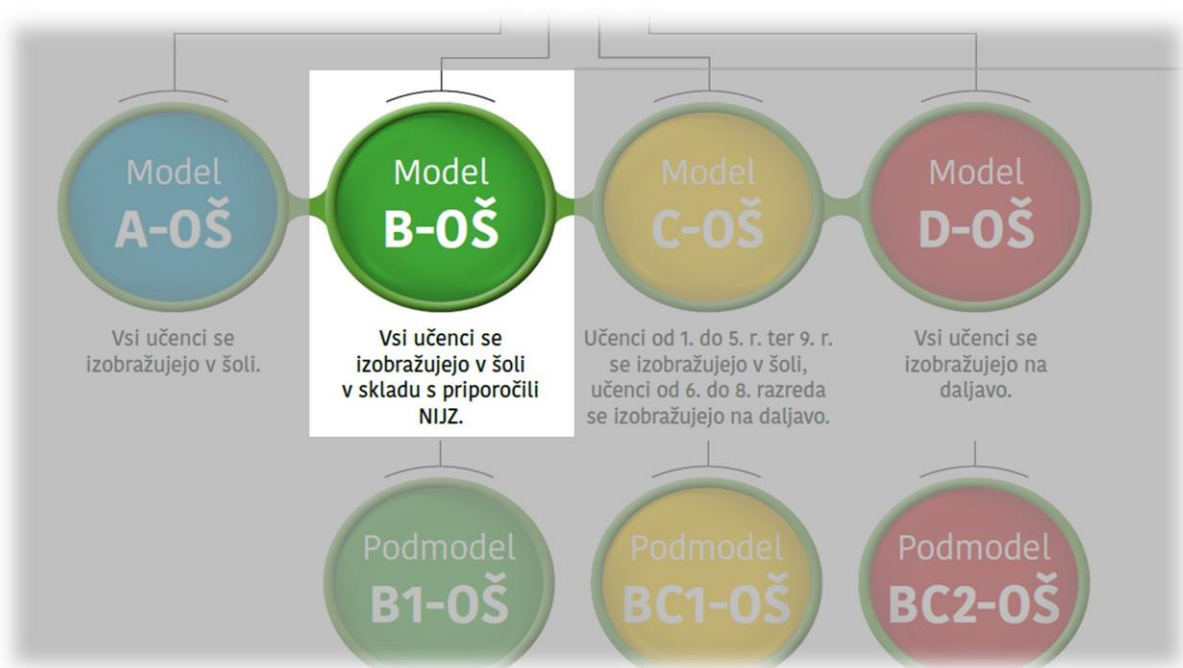 Model
A-OŠ
Vsi učenci se
izobražujejo v šoli.
Model
B-OŠ
Vsi učenci se
izobražujejo v šoli
v skladu s priporočili
NIJZ.
Model
C-OŠ
Učenci od 1. do 5. r. ter 9. r.
se izobražujejo v šoli,
učenci od 6. do 8. razreda
se izobražujejo na daljavo.
Model
D-OŠ
Vsi učenci se
izobražujejo na
daljavo.
Podmodel
B1-OŠ
Podmodel
BC1-OŠ
Podmodel
BC2-OŠ